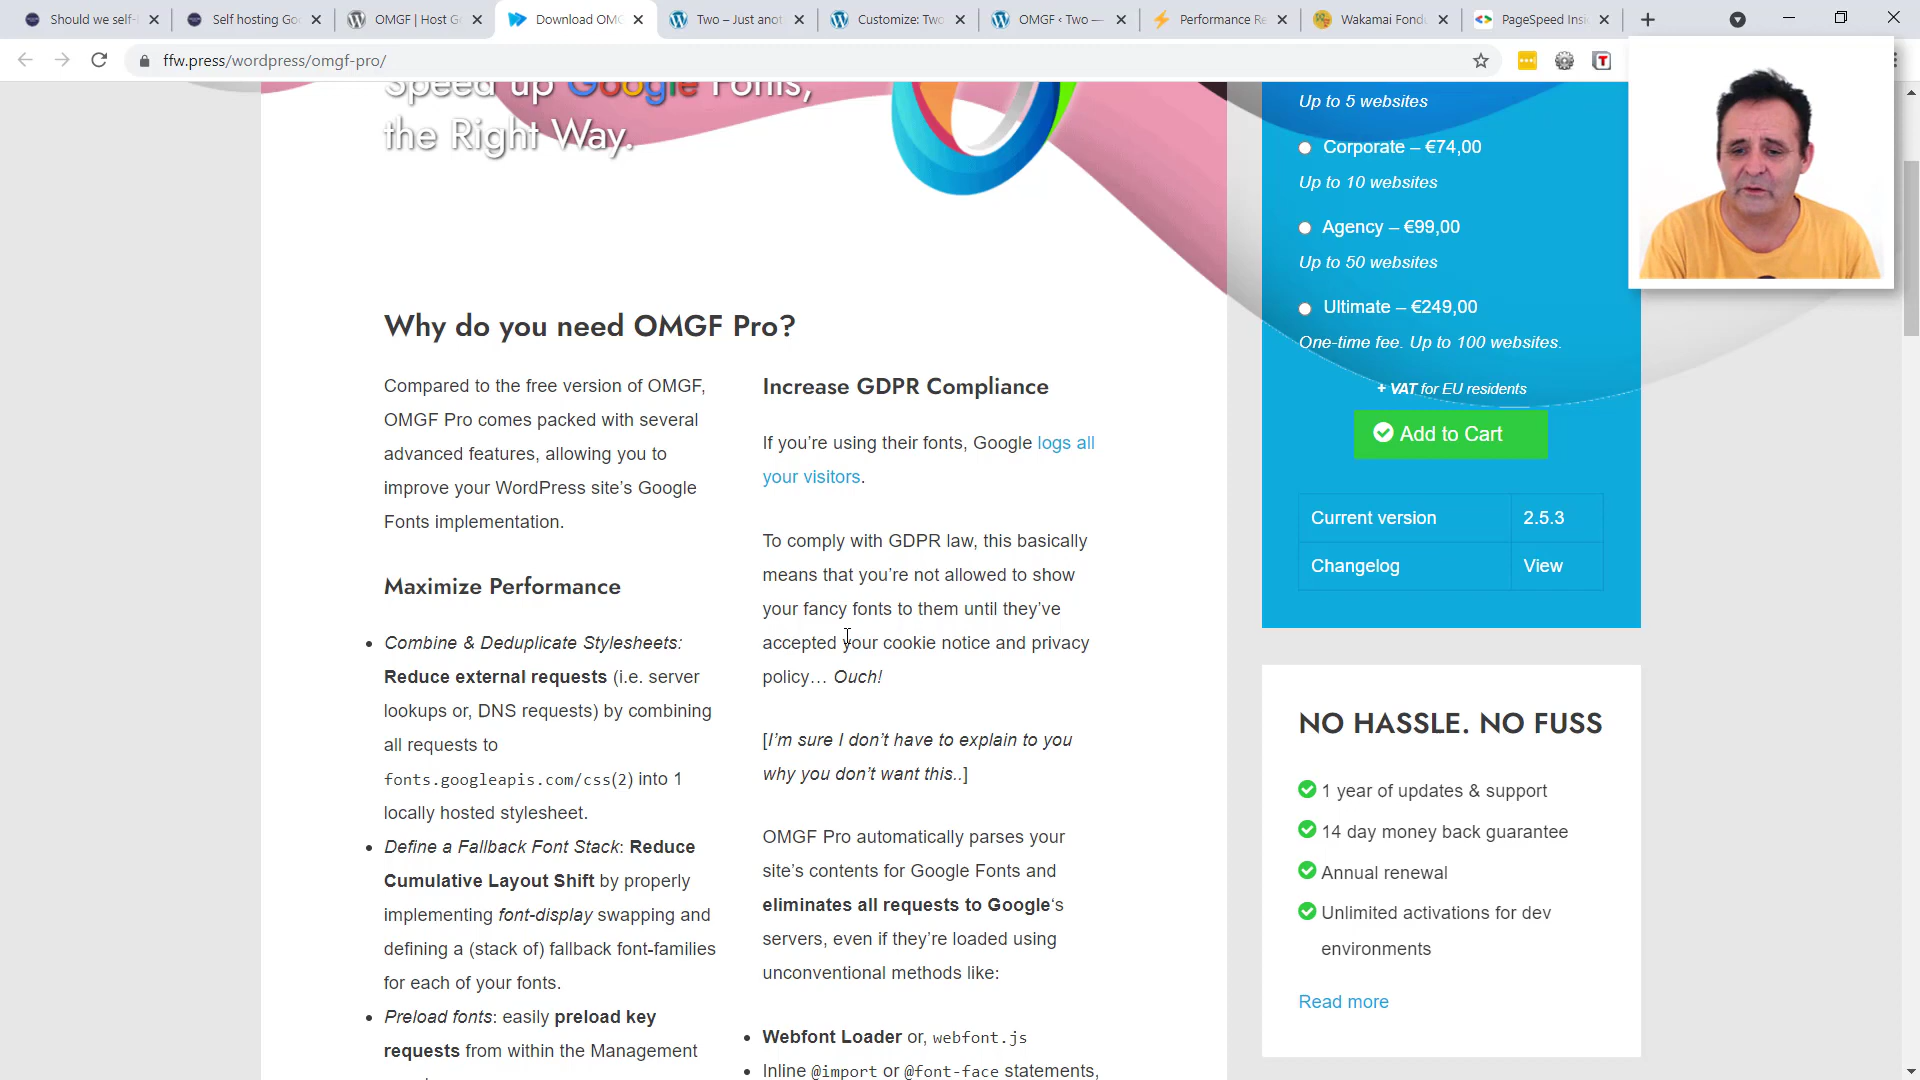 Should we self-
Self hosting Go
OMGF | Host G
Download OMG
Two – Just anot
Customize: Two
OMGF ‹ Two —
Performance Re
Wakamai Fond
PageSpeed Insi
ffw.press/wordpress/omgf-pro/
Speed up Google Fonts,
the Right Way.
Why do you need OMGF Pro?
Compared to the free version of OMGF,
OMGF Pro comes packed with several
advanced features, allowing you to
improve your WordPress site's Google
Fonts implementation.
Maximize Performance
Combine & Deduplicate Stylesheets:
Reduce external requests (i.e. server
lookups or, DNS requests) by combining
all requests to
fonts.googleapis.com/css(2) into 1
locally hosted stylesheet.
Define a Fallback Font Stack: Reduce
Cumulative Layout Shift by properly
implementing font-display swapping and
defining a (stack of) fallback font-families
for each of your fonts.
Preload fonts: easily preload key
requests from within the Management
Increase GDPR Compliance
If you're using their fonts, Google logs all
your visitors.
To comply with GDPR law, this basically
means that you're not allowed to show
your fancy fonts to them until they've
accepted your cookie notice and privacy
policy… Ouch!
[I'm sure I don't have to explain to you
why you don't want this..]
OMGF Pro automatically parses your
site's contents for Google Fonts and
eliminates all requests to Google's
servers, even if they're loaded using
unconventional methods like:
Webfont Loader or, webfont.js
Inline @import or @font-face statements,
Up to 5 websites
Corporate – €74,00
Up to 10 websites
Agency – €99,00
Up to 50 websites
Ultimate – €249,00
One-time fee. Up to 100 websites.
+ VAT for EU residents
Add to Cart
Current version 2.5.3
Changelog View
NO HASSLE. NO FUSS
1 year of updates & support
14 day money back guarantee
Annual renewal
Unlimited activations for dev
environments
Read more